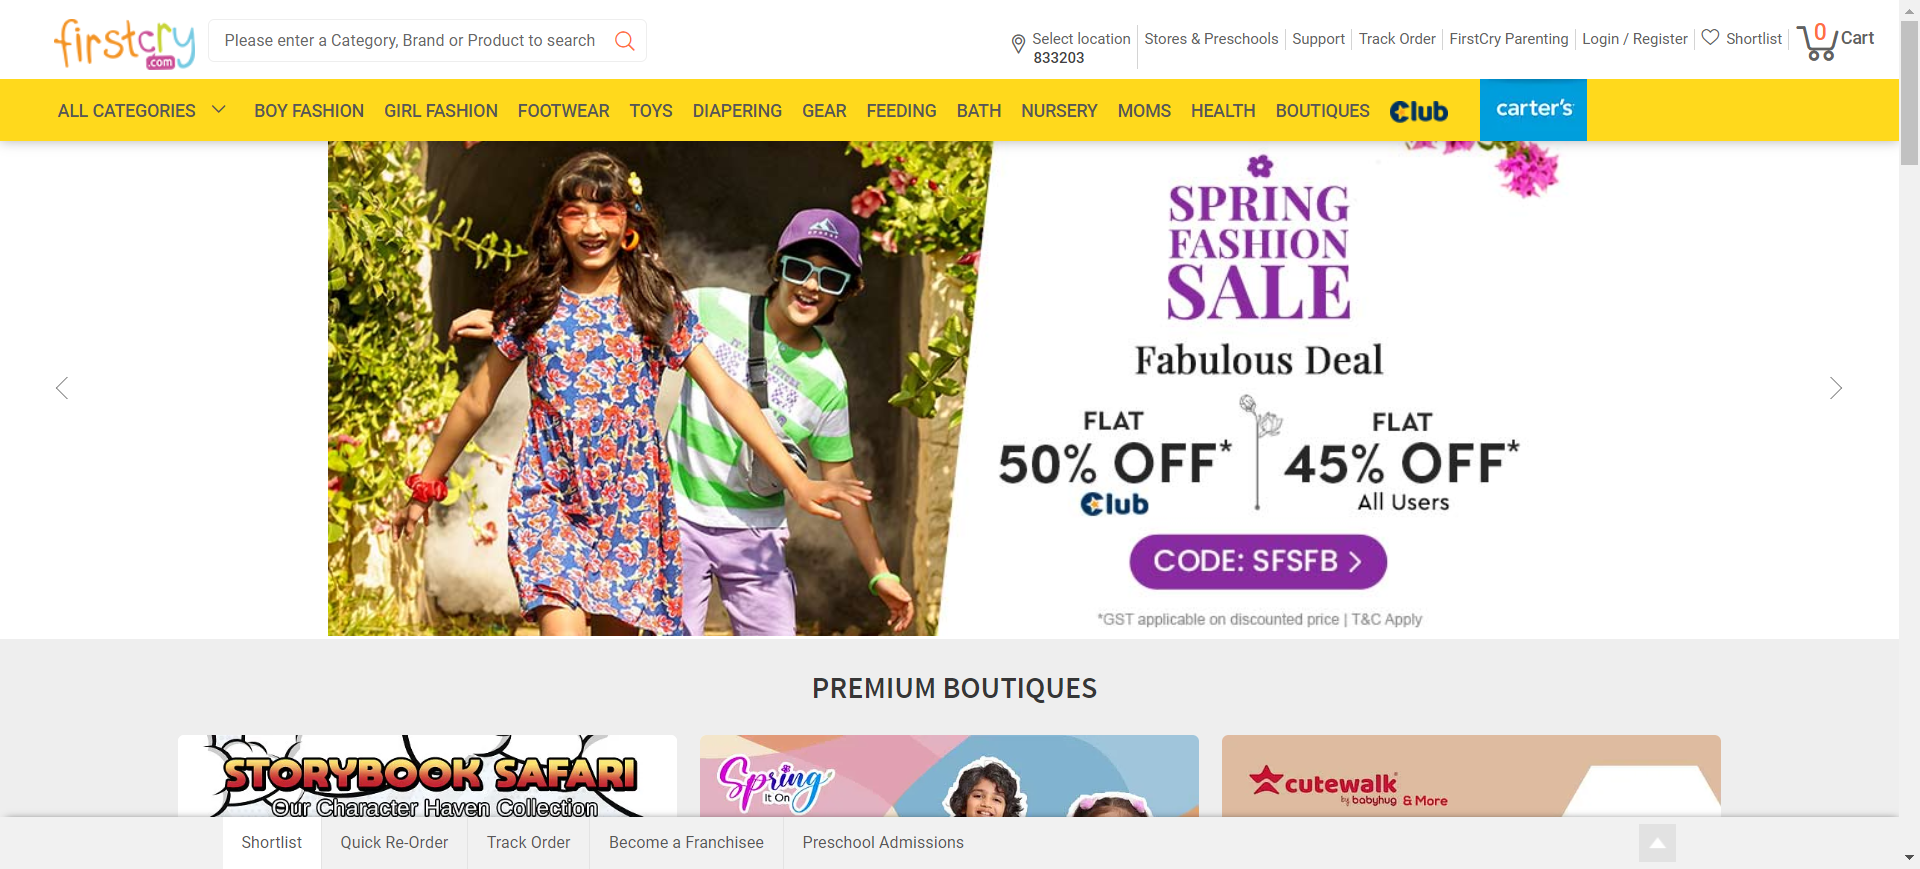 firstcry
.com
Please enter a Category, Brand or Product to search
Select location
833203
Stores & Preschools
Support
Track Order
FirstCry Parenting
Login / Register
Shortlist
0
Cart
ALL CATEGORIES
BOY FASHION
GIRL FASHION
FOOTWEAR
TOYS
DIAPERING
GEAR
FEEDING
BATH
NURSERY
MOMS
HEALTH
BOUTIQUES
Club
carter's
SPRING
FASHION
SALE
Fabulous Deal
FLAT
50% OFF*
Club
FLAT
45% OFF*
All Users
CODE: SFSFB >
*GST applicable on discounted price | T&C Apply
PREMIUM BOUTIQUES
STORYBOOK SAFARI
Our Character Haven Collection
Spring
It On
cutewalk
by babyhug & More
Shortlist
Quick Re-Order
Track Order
Become a Franchisee
Preschool Admissions